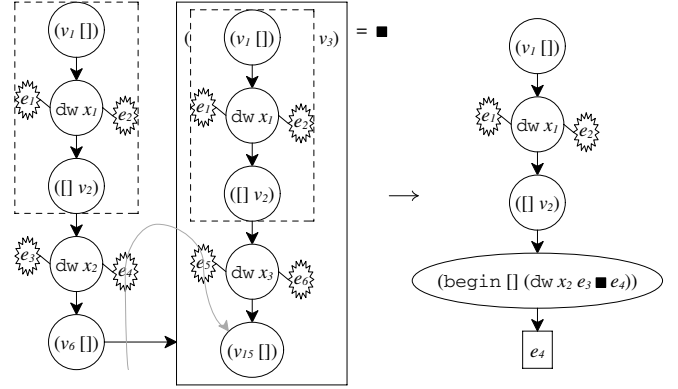 (v1 [])
e1 dw x1 e2
([] v2)
e3 dw x2 e4
(v6 [])
( (v1 []) v3) = ■
e1 dw x1 e2
([] v2)
e5 dw x3 e6
(v15 [])
→
(v1 [])
e1 dw x1 e2
([] v2)
(begin [] (dw x2 e3 ■ e4))
e4